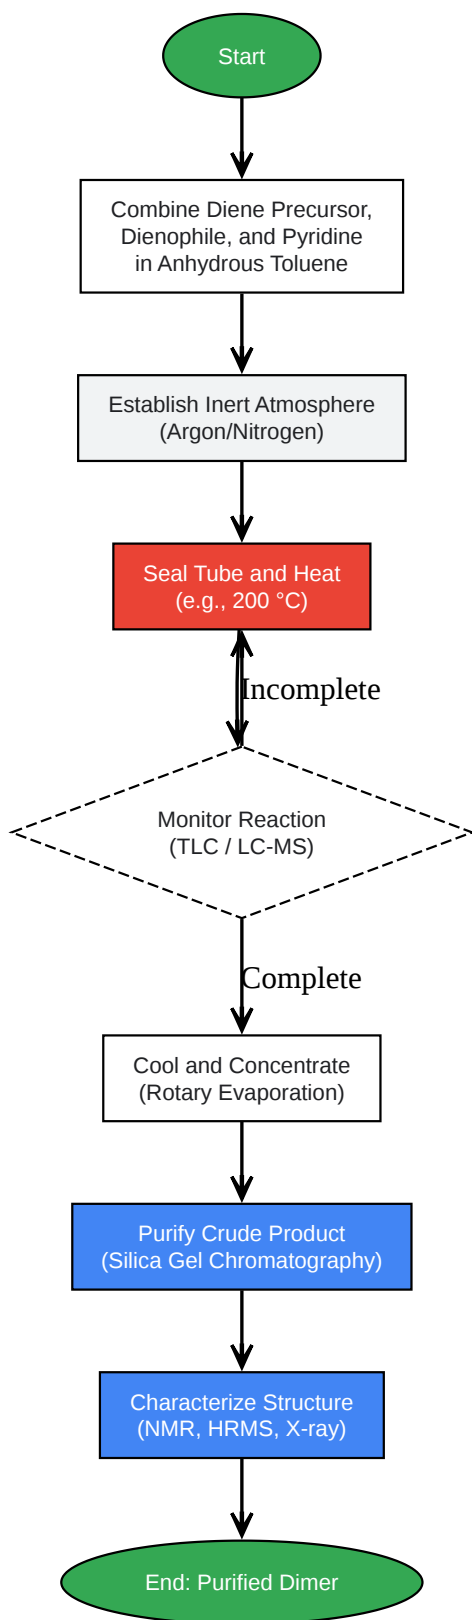 Start
Combine Diene Precursor,
Dienophile, and Pyridine
in Anhydrous Toluene
Establish Inert Atmosphere
(Argon/Nitrogen)
Seal Tube and Heat
(e.g., 200 °C)
Incomplete
Monitor Reaction
(TLC / LC-MS)
Complete
Cool and Concentrate
(Rotary Evaporation)
Purify Crude Product
(Silica Gel Chromatography)
Characterize Structure
(NMR, HRMS, X-ray)
End: Purified Dimer